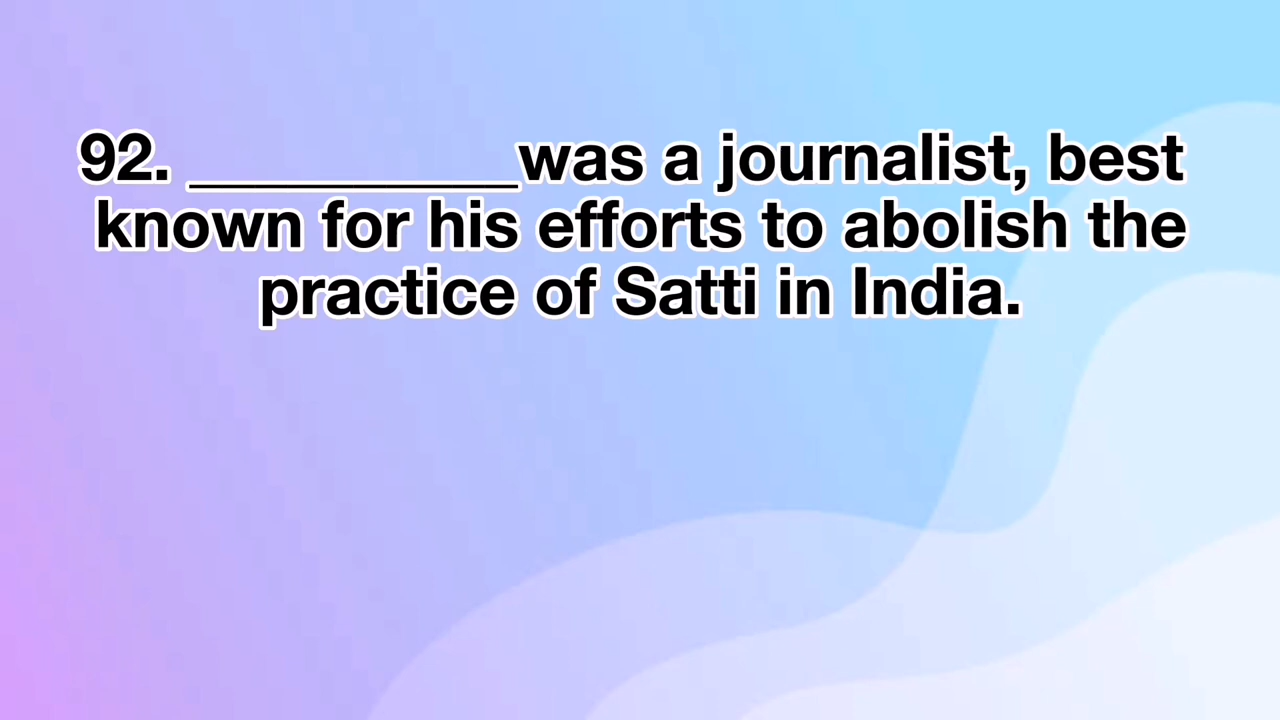 92. __________was a journalist, best
known for his efforts to abolish the
practice of Satti in India.